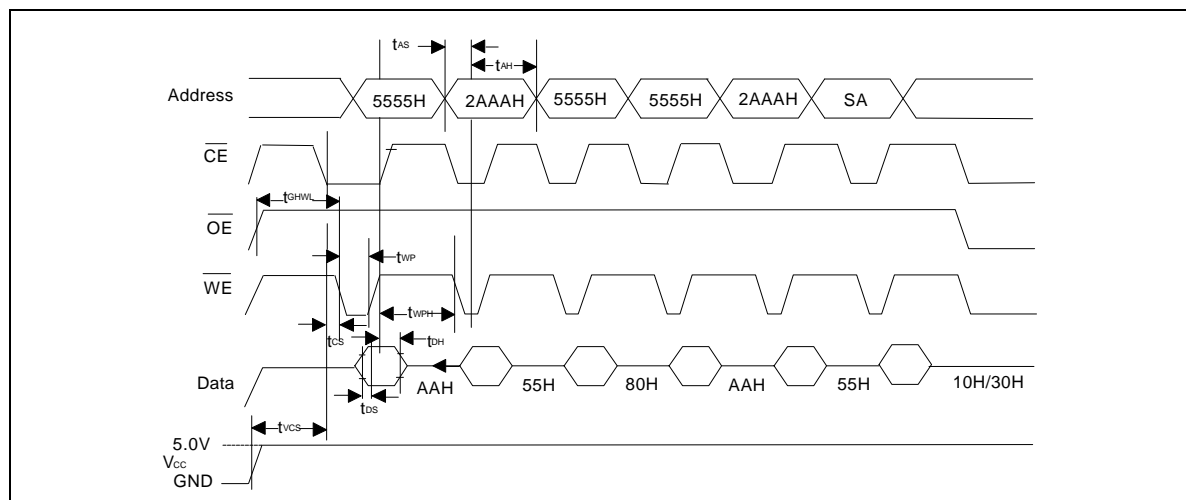 tAS
tAH
Address 5555H 2AAAH 5555H 5555H 2AAAH SA
CE
tGHWL
OE
tWP
WE
tWPH
tCS tDH
Data AAH 55H 80H AAH 55H 10H/30H
tDS
tVCS
5.0V
VCC
GND